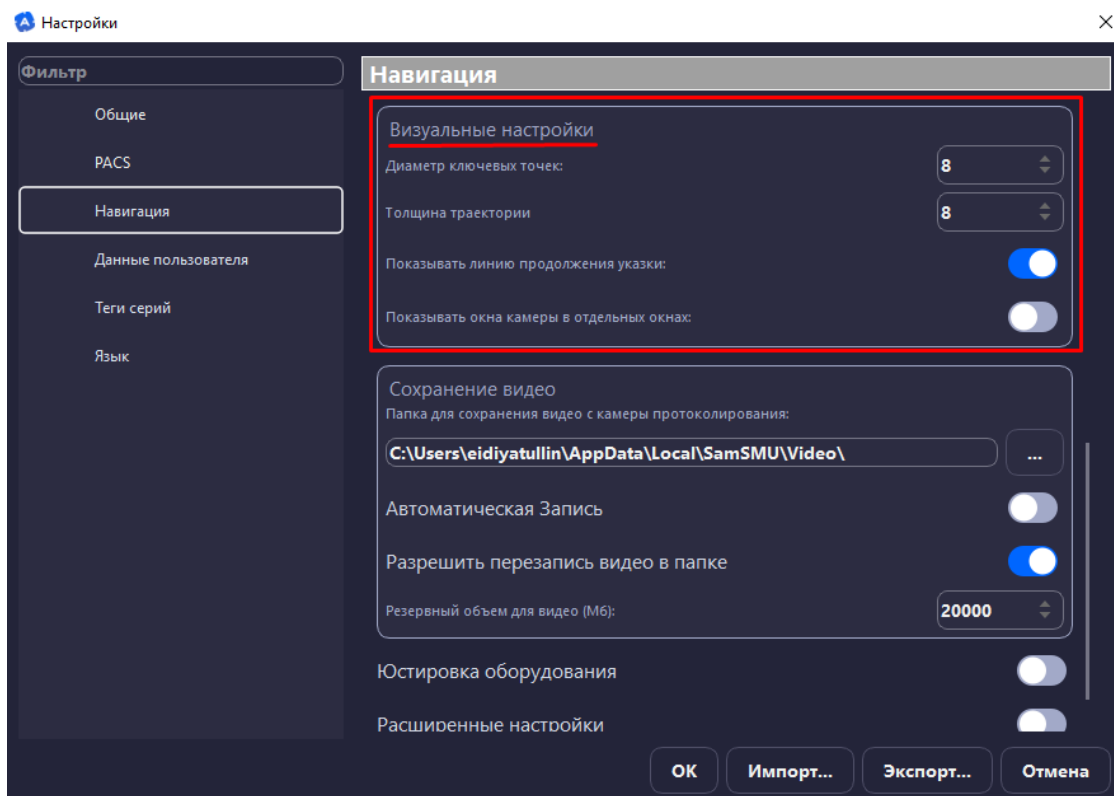 Настройки
Фильтр
Общие
PACS
Навигация
Данные пользователя
Теги серий
Язык
Навигация
Визуальные настройки
Диаметр ключевых точек:
8
Толщина траектории
8
Показывать линию продолжения указки:
Показывать окна камеры в отдельных окнах:
Сохранение видео
Папка для сохранения видео с камеры протоколирования:
C:\Users\eidiyatullin\AppData\Local\SamSMU\Video\
...
Автоматическая Запись
Разрешить перезапись видео в папке
Резервный объем для видео (Мб):
20000
Юстировка оборудования
Расширенные настройки
ОК
Импорт...
Экспорт...
Отмена